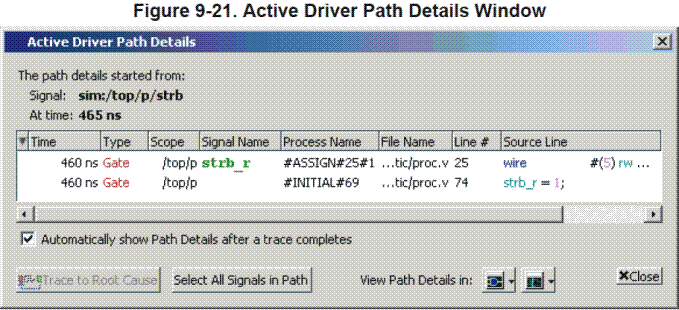 Figure 9-21. Active Driver Path Details Window
Active Driver Path Details
The path details started from:
Signal: sim:/top/p/strb
At time: 465 ns
Time Type Scope Signal Name Process Name File Name Line # Source Line
460 ns Gate /top/p strb_r #ASSIGN#25#1 ...tic/proc.v 25 wire #(5) rw ...
460 ns Gate /top/p #INITIAL#69 ...tic/proc.v 74 strb_r = 1;
Automatically show Path Details after a trace completes
Trace to Root Cause Select All Signals in Path View Path Details in: Close